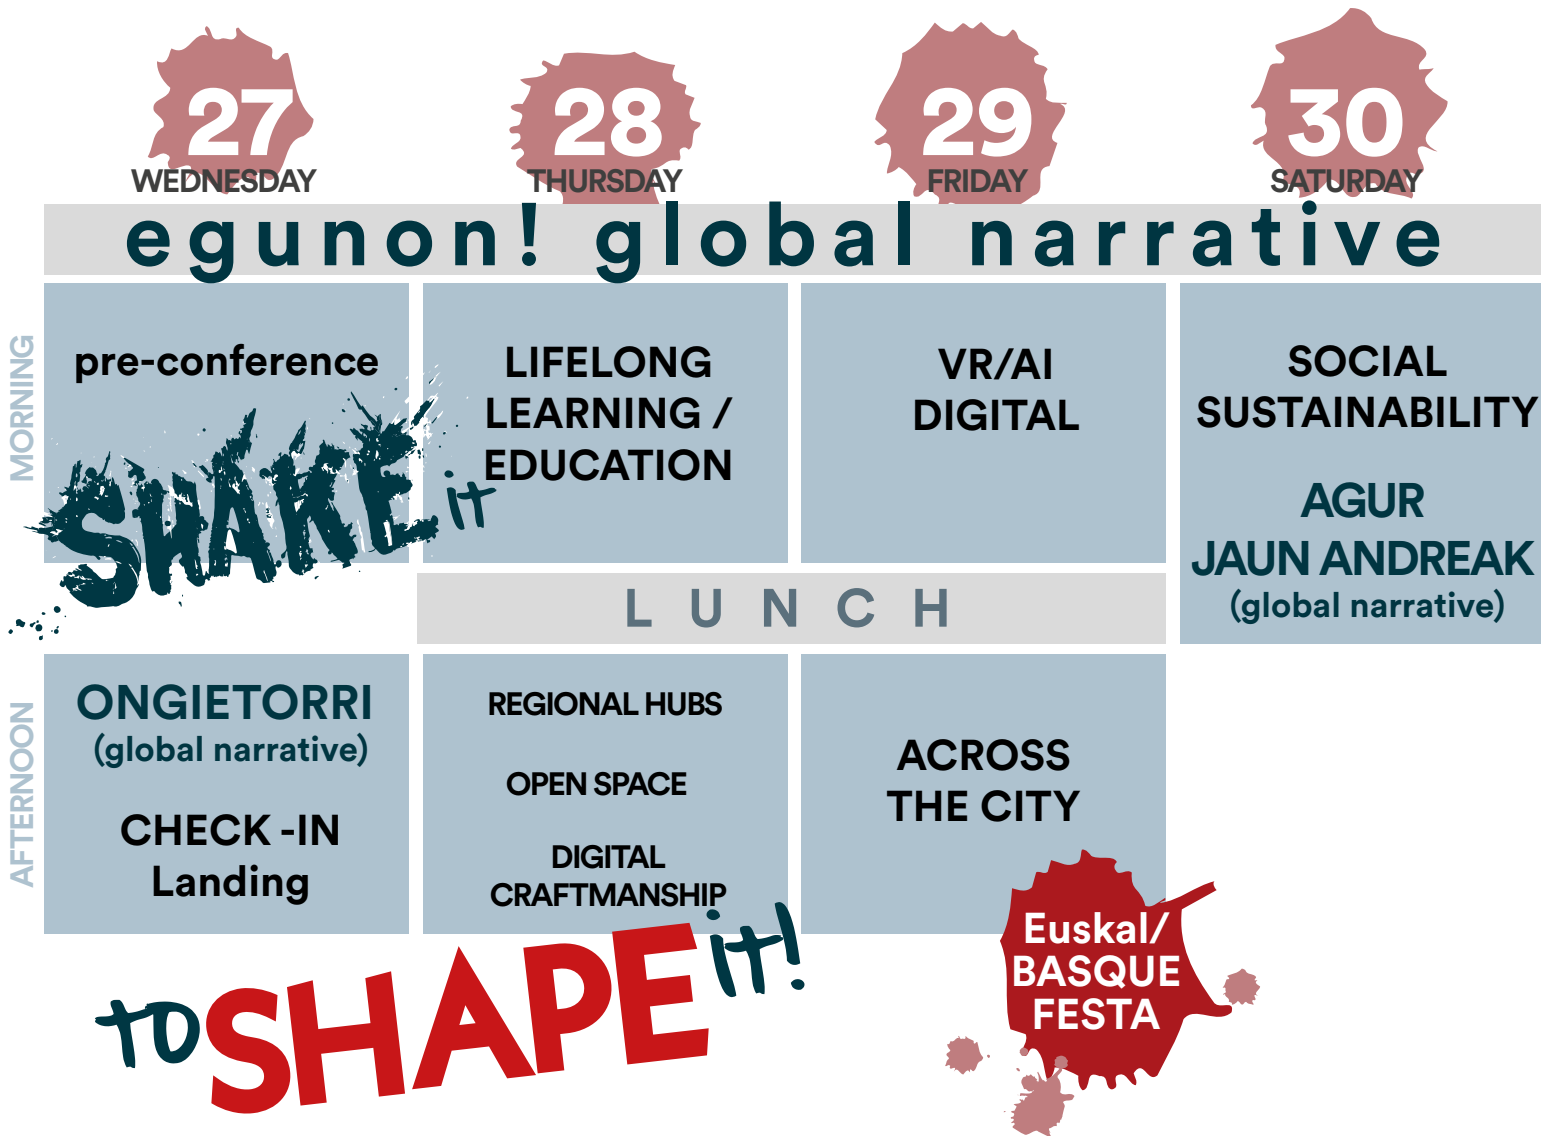 27
WEDNESDAY
28
THURSDAY
29
FRIDAY
30
SATURDAY
egunon! global narrative
MORNING
pre-conference
SHAKE it
LIFELONG
LEARNING /
EDUCATION
VR/AI
DIGITAL
SOCIAL
SUSTAINABILITY
AGUR
JAUN ANDREAK
(global narrative)
LUNCH
AFTERNOON
ONGIETORRI
(global narrative)
CHECK -IN
Landing
REGIONAL HUBS
OPEN SPACE
DIGITAL
CRAFTMANSHIP
ACROSS
THE CITY
to SHAPE it!
Euskal/
BASQUE
FESTA